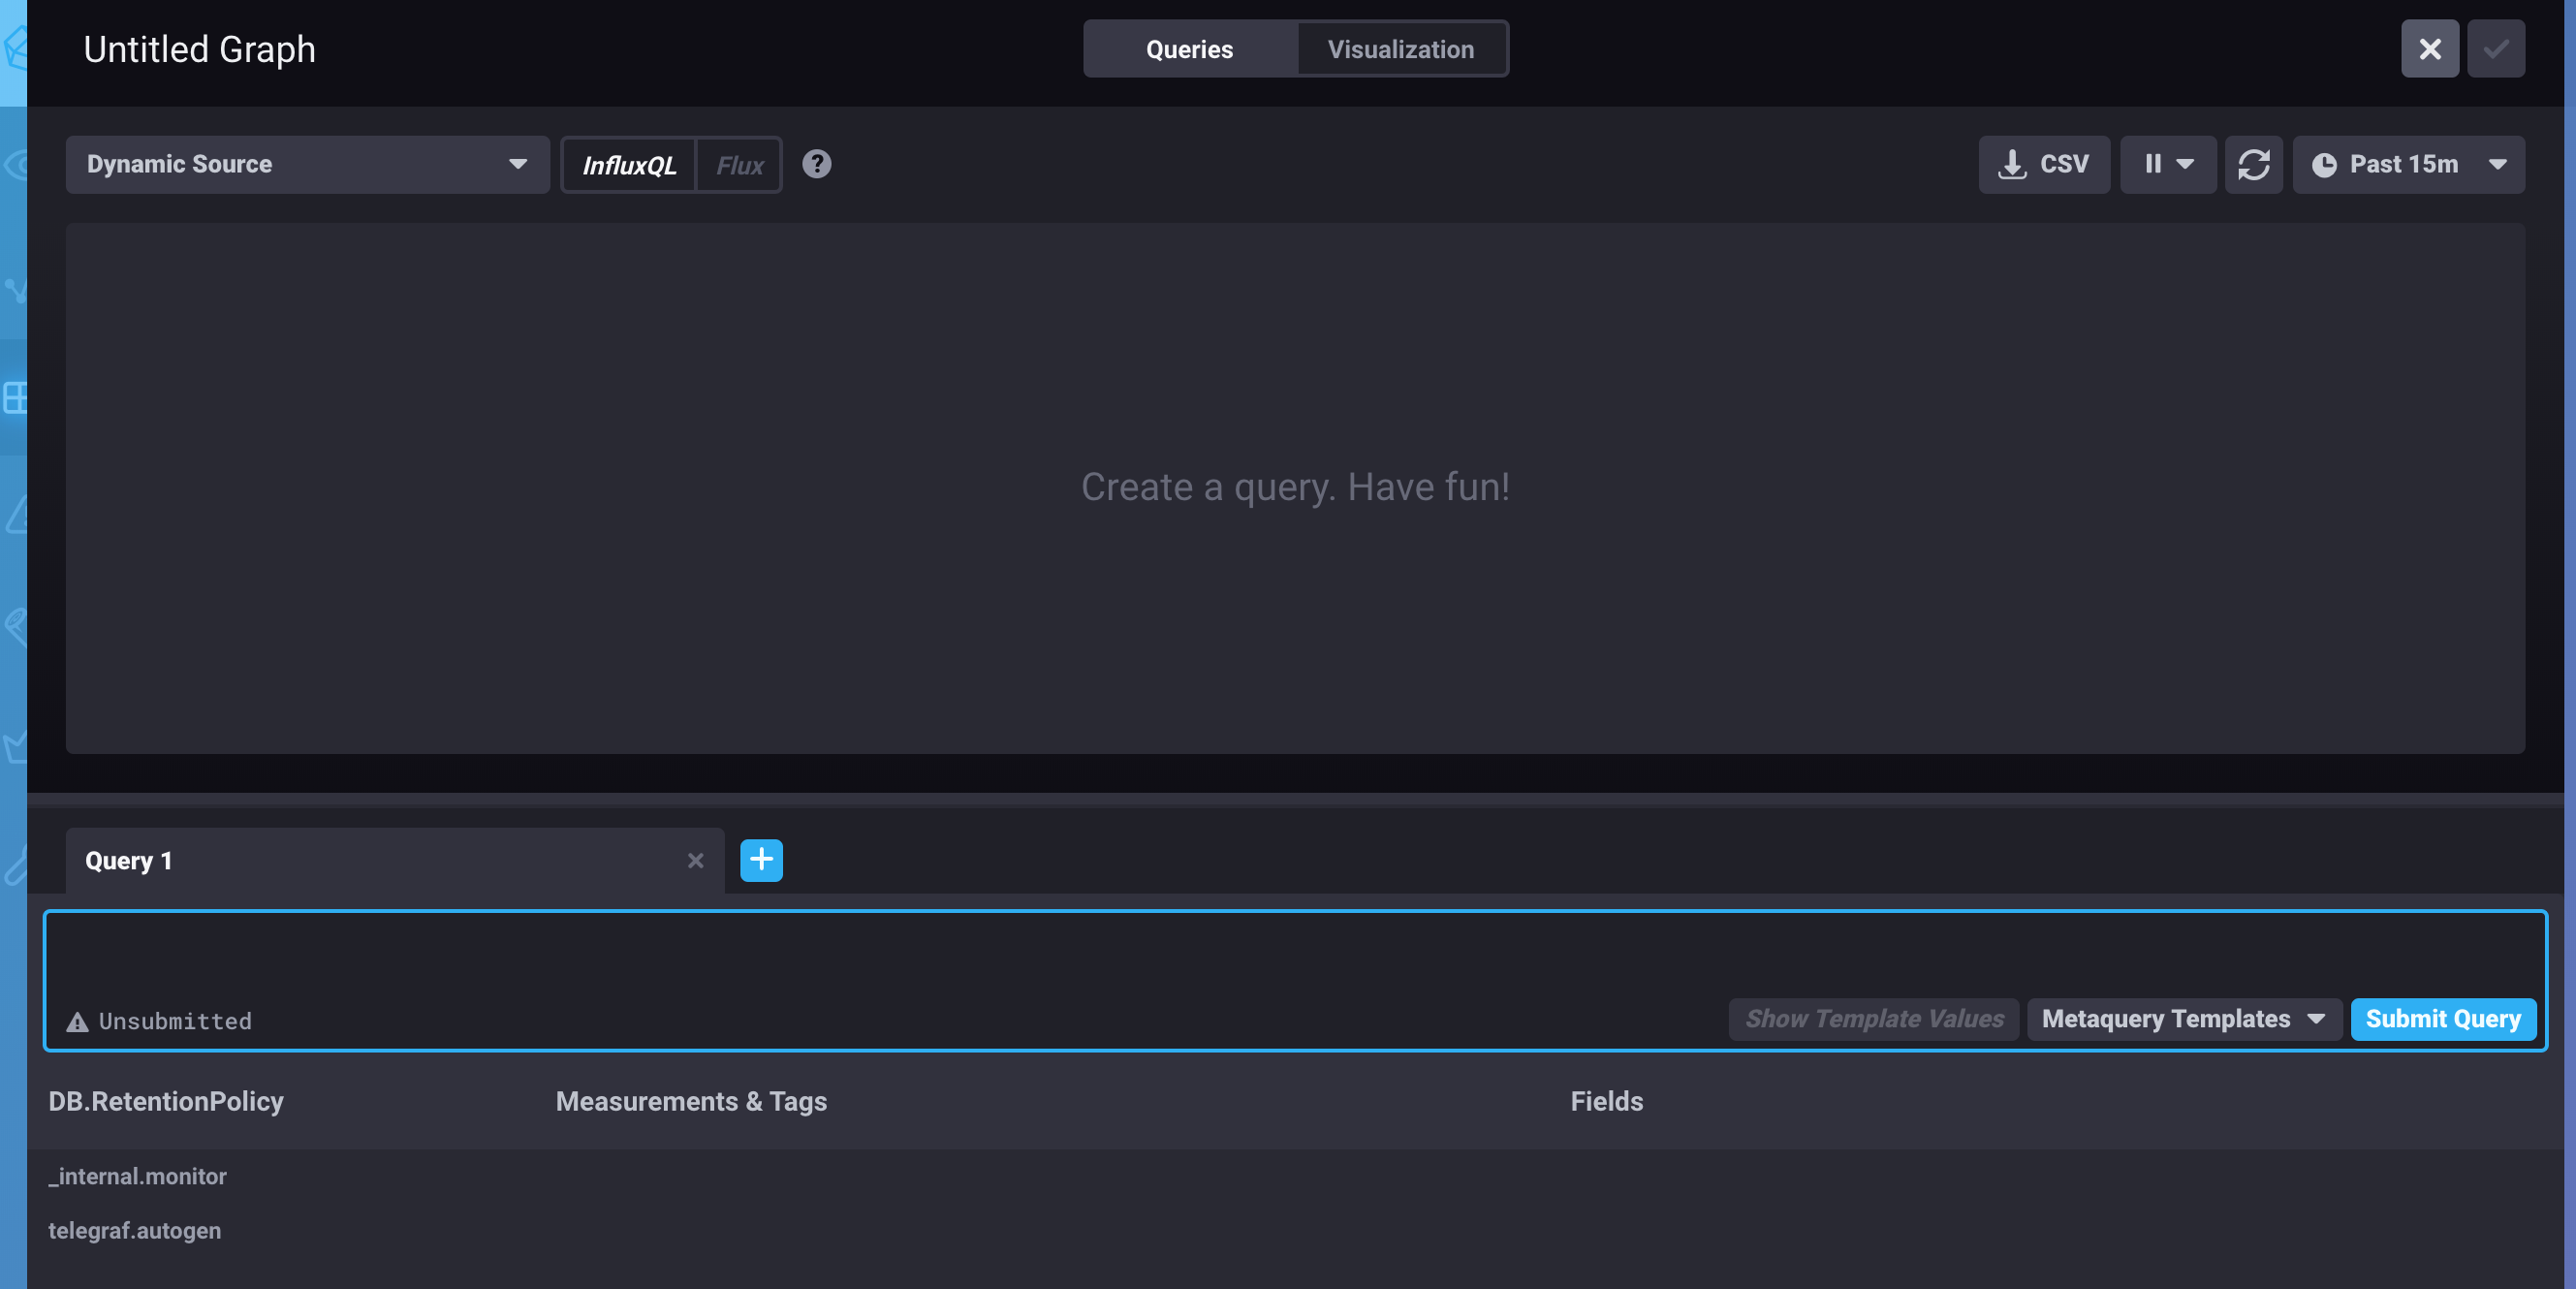 Untitled Graph
Queries
Visualization
Dynamic Source
InfluxQL
Flux
?
CSV
Past 15m
Create a query. Have fun!
Query 1
Unsubmitted
Show Template Values
Metaquery Templates
Submit Query
DB.RetentionPolicy
Measurements & Tags
Fields
_internal.monitor
telegraf.autogen